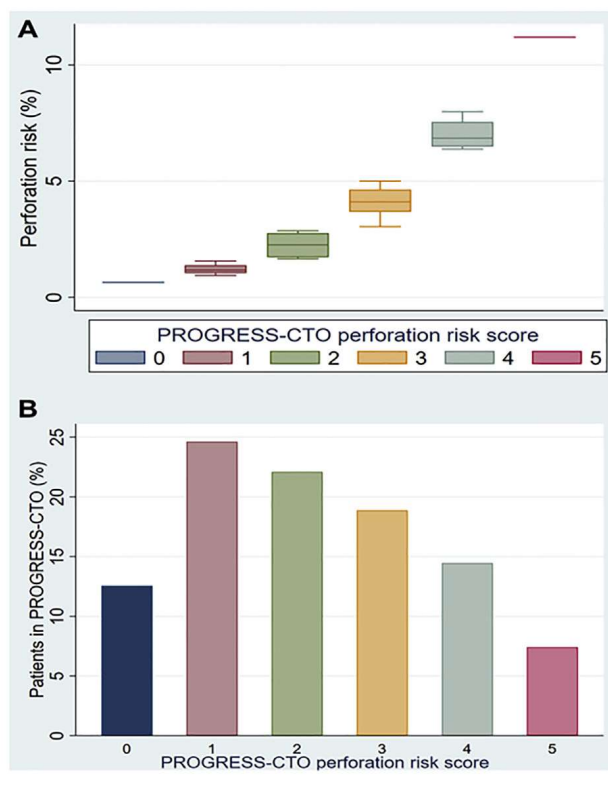 A
Perforation risk (%)
10
5
0
PROGRESS-CTO perforation risk score
0 1 2 3 4 5
B
Patients in PROGRESS-CTO (%)
25
20
15
10
5
0
0 1 2 3 4 5
PROGRESS-CTO perforation risk score